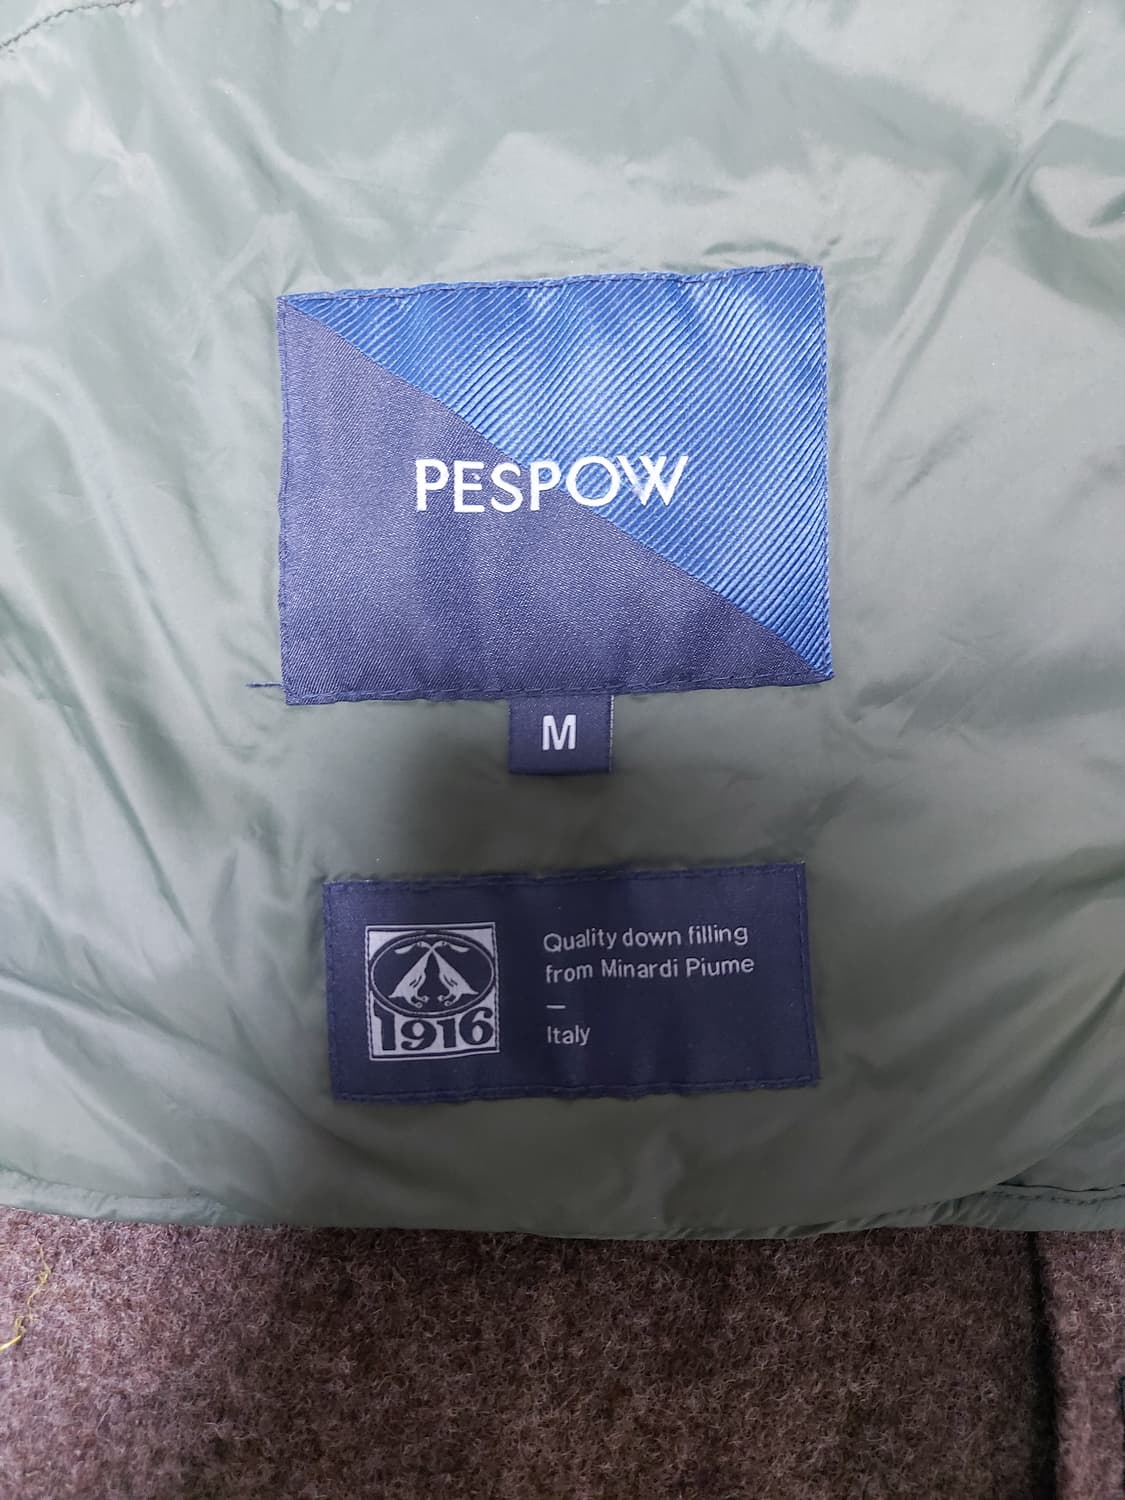 PESPOW
M
1916
Quality down filling
from Minardi Piume
—
Italy